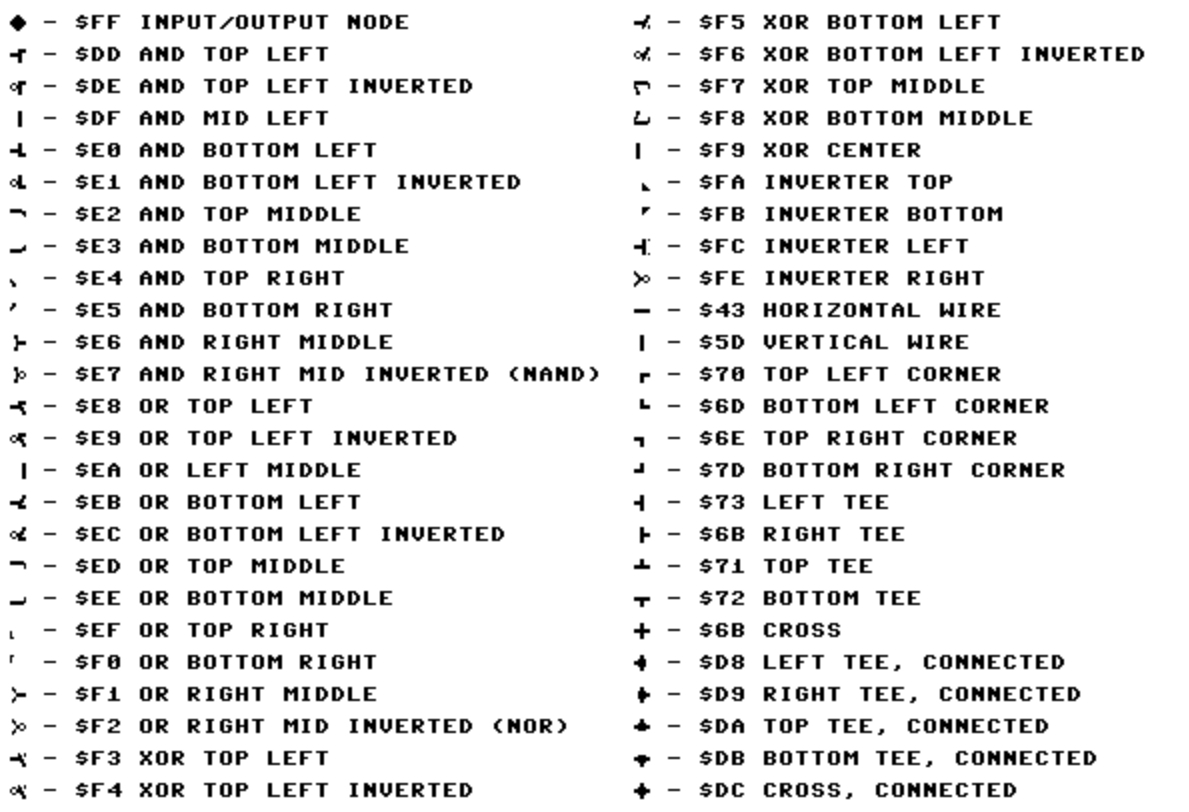 - $FF INPUT/OUTPUT NODE
- $DD AND TOP LEFT
- $DE AND TOP LEFT INVERTED
- $DF AND MID LEFT
- $E0 AND BOTTOM LEFT
- $E1 AND BOTTOM LEFT INVERTED
- $E2 AND TOP MIDDLE
- $E3 AND BOTTOM MIDDLE
- $E4 AND TOP RIGHT
- $E5 AND BOTTOM RIGHT
- $E6 AND RIGHT MIDDLE
- $E7 AND RIGHT MID INVERTED (NAND)
- $E8 OR TOP LEFT
- $E9 OR TOP LEFT INVERTED
- $EA OR LEFT MIDDLE
- $EB OR BOTTOM LEFT
- $EC OR BOTTOM LEFT INVERTED
- $ED OR TOP MIDDLE
- $EE OR BOTTOM MIDDLE
- $EF OR TOP RIGHT
- $F0 OR BOTTOM RIGHT
- $F1 OR RIGHT MIDDLE
- $F2 OR RIGHT MID INVERTED (NOR)
- $F3 XOR TOP LEFT
- $F4 XOR TOP LEFT INVERTED
- $F5 XOR BOTTOM LEFT
- $F6 XOR BOTTOM LEFT INVERTED
- $F7 XOR TOP MIDDLE
- $F8 XOR BOTTOM MIDDLE
- $F9 XOR CENTER
- $FA INVERTER TOP
- $FB INVERTER BOTTOM
- $FC INVERTER LEFT
- $FE INVERTER RIGHT
- $43 HORIZONTAL WIRE
- $5D VERTICAL WIRE
- $70 TOP LEFT CORNER
- $6D BOTTOM LEFT CORNER
- $6E TOP RIGHT CORNER
- $7D BOTTOM RIGHT CORNER
- $73 LEFT TEE
- $6B RIGHT TEE
- $71 TOP TEE
- $72 BOTTOM TEE
- $6B CROSS
- $D8 LEFT TEE, CONNECTED
- $D9 RIGHT TEE, CONNECTED
- $DA TOP TEE, CONNECTED
- $DB BOTTOM TEE, CONNECTED
- $DC CROSS, CONNECTED